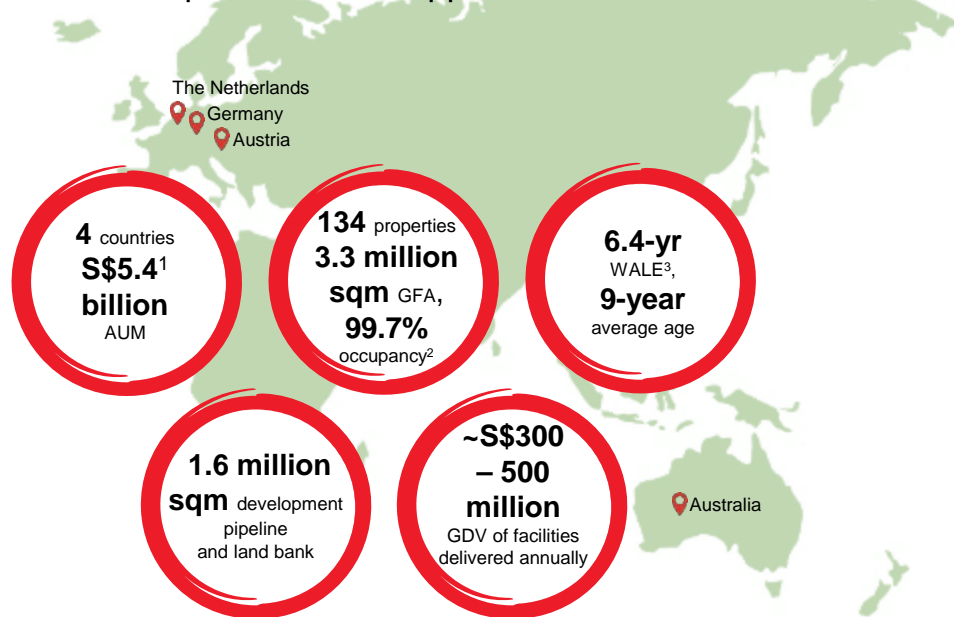 The Netherlands
Germany
Austria
4 countries
S$5.4¹
billion
AUM
134 properties
3.3 million
sqm GFA,
99.7%
occupancy²
6.4-yr
WALE³,
9-year
average age
1.6 million
sqm development
pipeline
and land bank
~S$300
– 500
million
GDV of facilities
delivered annually
Australia